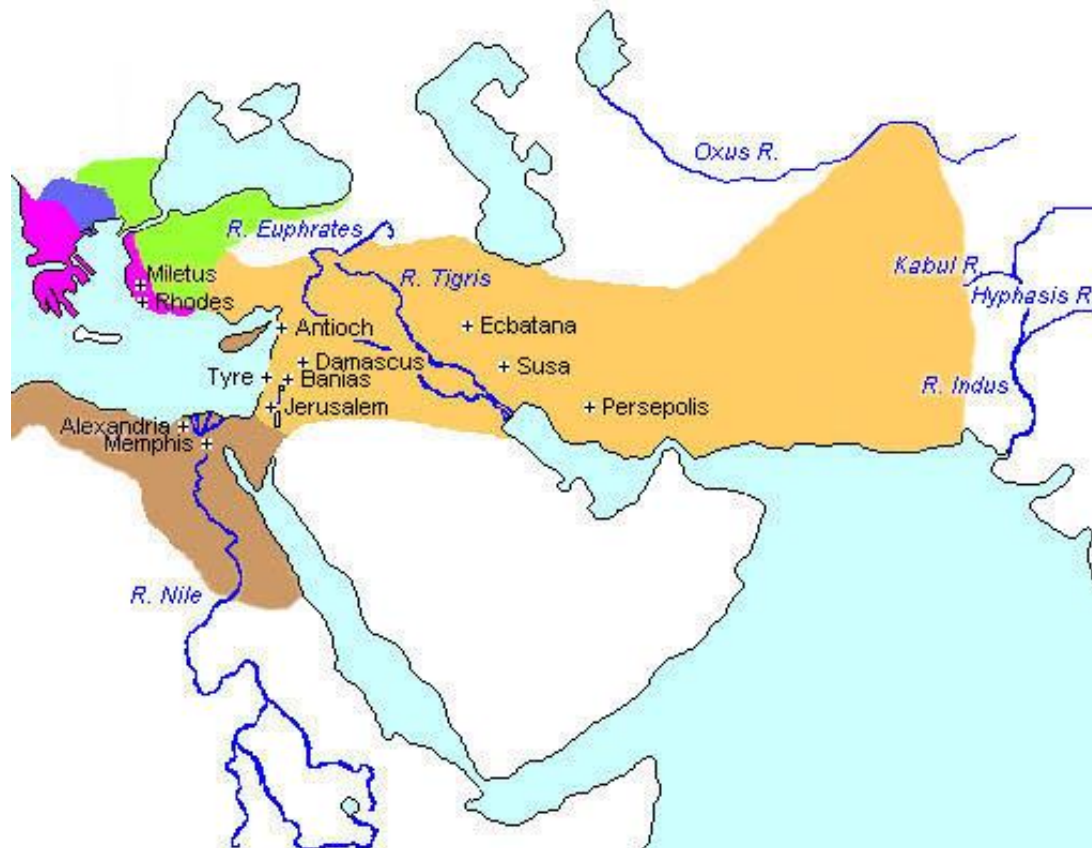 Oxus R.
R. Euphrates
Kabul R.
R. Tigris
Miletus
Hyphasis R
Rhodes
Antioch
Ecbatana
Damascus
Susa
Tyre
Banias
R. Indus
Jerusalem
Persepolis
Alexandria
Memphis
R. Nile